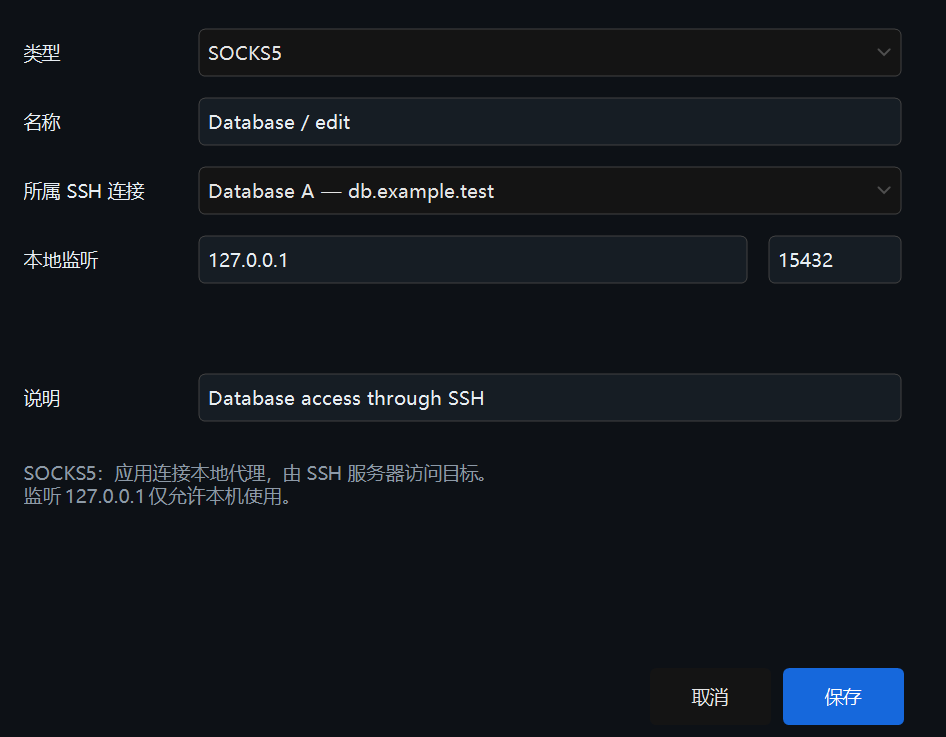 类型 SOCKS5
名称 Database / edit
所属 SSH 连接 Database A — db.example.test
本地监听 127.0.0.1 15432
说明 Database access through SSH
SOCKS5：应用连接本地代理，由 SSH 服务器访问目标。
监听 127.0.0.1 仅允许本机使用。
取消 保存